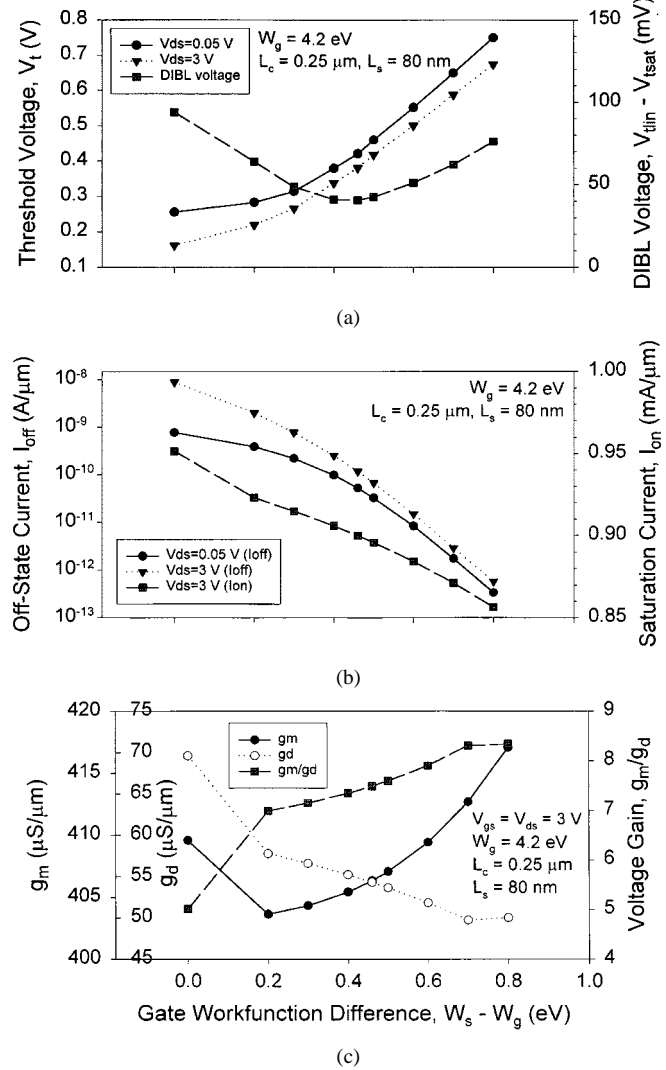 0.8
0.7
0.6
0.5
0.4
0.3
0.2
0.1
Threshold Voltage, Vt (V)
Vds=0.05 V
Vds=3 V
DIBL voltage
Wg = 4.2 eV
Lc = 0.25 μm, Ls = 80 nm
150
100
50
0
DIBL Voltage, Vtlin - Vtsat (mV)
(a)
10-8
10-9
10-10
10-11
10-12
10-13
Off-State Current, Ioff (A/μm)
Vds=0.05 V (Ioff)
Vds=3 V (Ioff)
Vds=3 V (Ion)
Wg = 4.2 eV
Lc = 0.25 μm, Ls = 80 nm
1.00
0.95
0.90
0.85
Saturation Current, Ion (mA/μm)
(b)
420
415
410
405
400
gm (μS/μm)
75
70
65
60
55
50
45
gd (μS/μm)
gm
gd
gm/gd
Vgs = Vds = 3 V
Wg = 4.2 eV
Lc = 0.25 μm
Ls = 80 nm
9
8
7
6
5
4
Voltage Gain, gm/gd
0.0 0.2 0.4 0.6 0.8 1.0
Gate Workfunction Difference, Ws - Wg (eV)
(c)